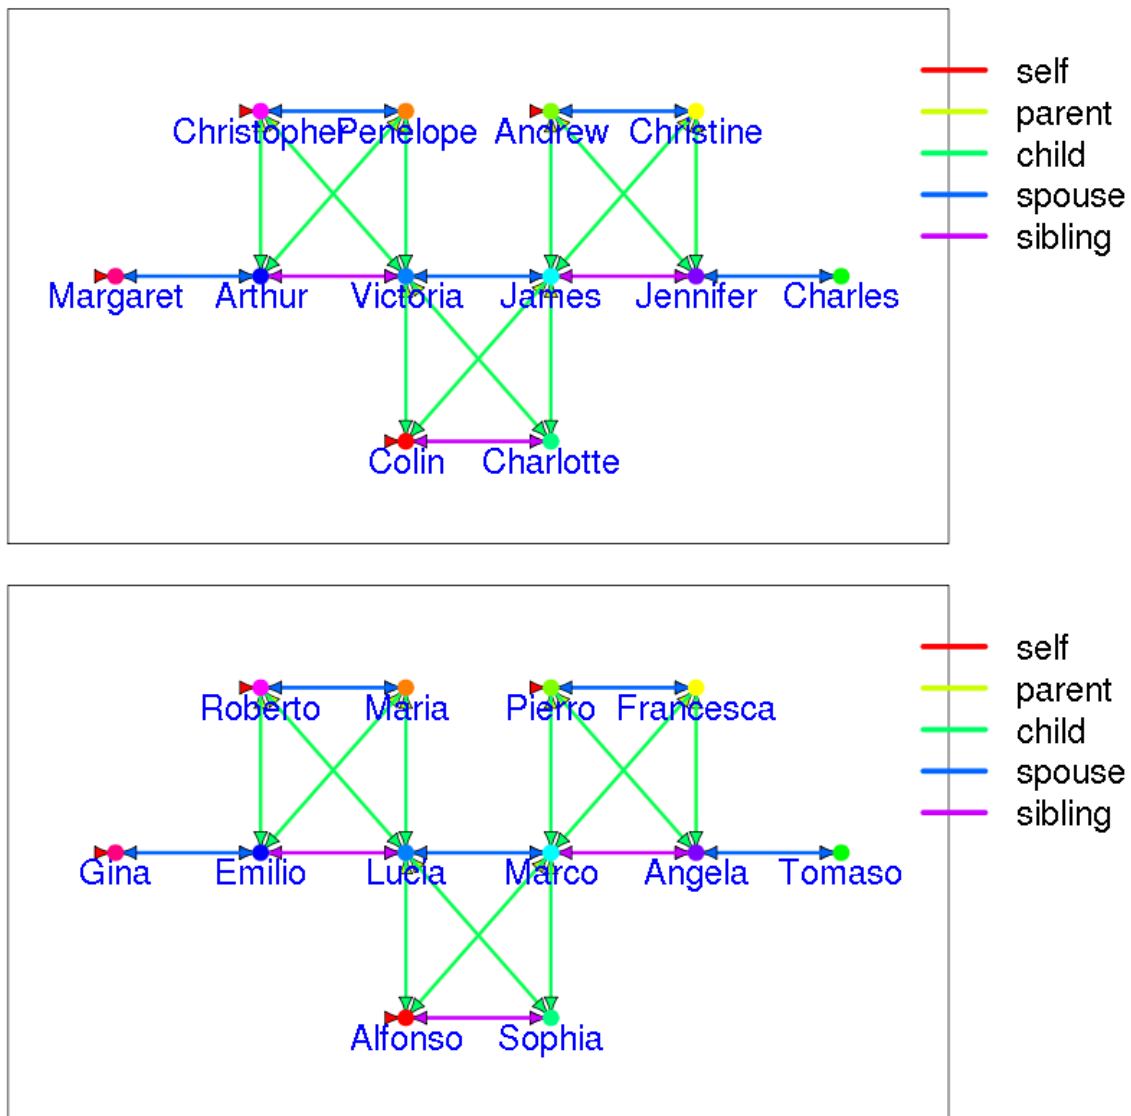 Christopher Penelope Andrew Christine
Margaret Arthur Victoria James Jennifer Charles
Colin Charlotte
self
parent
child
spouse
sibling
Roberto Maria Pierro Francesca
Gina Emilio Lucia Marco Angela Tomaso
Alfonso Sophia
self
parent
child
spouse
sibling